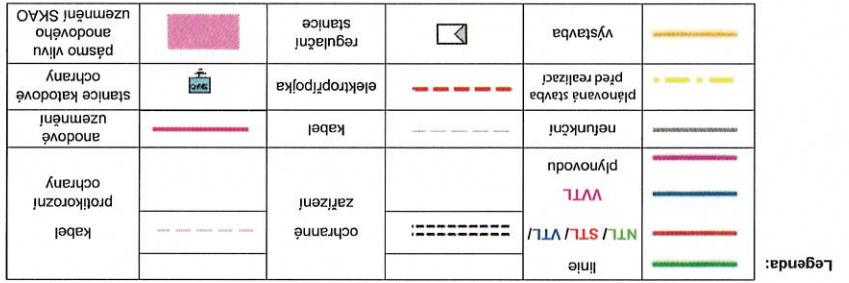 Legenda:
linie
NTL/ STL/ VTL/
VVTL
plynovodu
ochranné
zařízení
kabel
protikorozní
ochrany
nefunkční
kabel
anodové
uzemnění
plánovaná stavba
před realizací
elektropřípojka
stanice katodové
ochrany
výstavba
regulační
stanice
pásmo vlivu
anodového
uzemnění SKAO